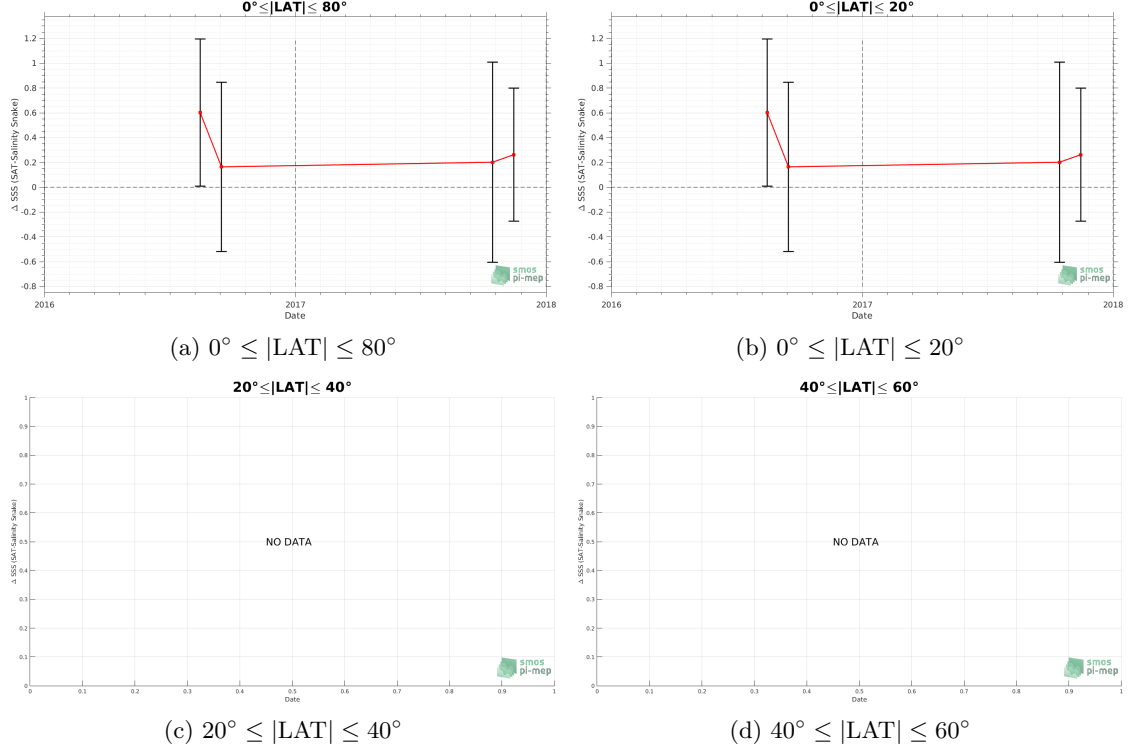 0°≤|LAT|≤ 80°
1.2
1
0.8
0.6
0.4
0.2
0
-0.2
-0.4
-0.6
-0.8
Δ SSS (SAT-Salinity Snake)
2016 2017 2018
Date
smos
pi-mep
(a) 0° ≤ |LAT| ≤ 80°
0°≤|LAT|≤ 20°
1.2
1
0.8
0.6
0.4
0.2
0
-0.2
-0.4
-0.6
-0.8
Δ SSS (SAT-Salinity Snake)
2016 2017 2018
Date
smos
pi-mep
(b) 0° ≤ |LAT| ≤ 20°
20°≤|LAT|≤ 40°
1
0.9
0.8
0.7
0.6
0.5
0.4
0.3
0.2
0.1
0
Δ SSS (SAT-Salinity Snake)
NO DATA
smos
pi-mep
0 0.1 0.2 0.3 0.4 0.5 0.6 0.7 0.8 0.9 1
Date
(c) 20° ≤ |LAT| ≤ 40°
40°≤|LAT|≤ 60°
1
0.9
0.8
0.7
0.6
0.5
0.4
0.3
0.2
0.1
0
Δ SSS (SAT-Salinity Snake)
NO DATA
smos
pi-mep
0 0.1 0.2 0.3 0.4 0.5 0.6 0.7 0.8 0.9 1
Date
(d) 40° ≤ |LAT| ≤ 60°